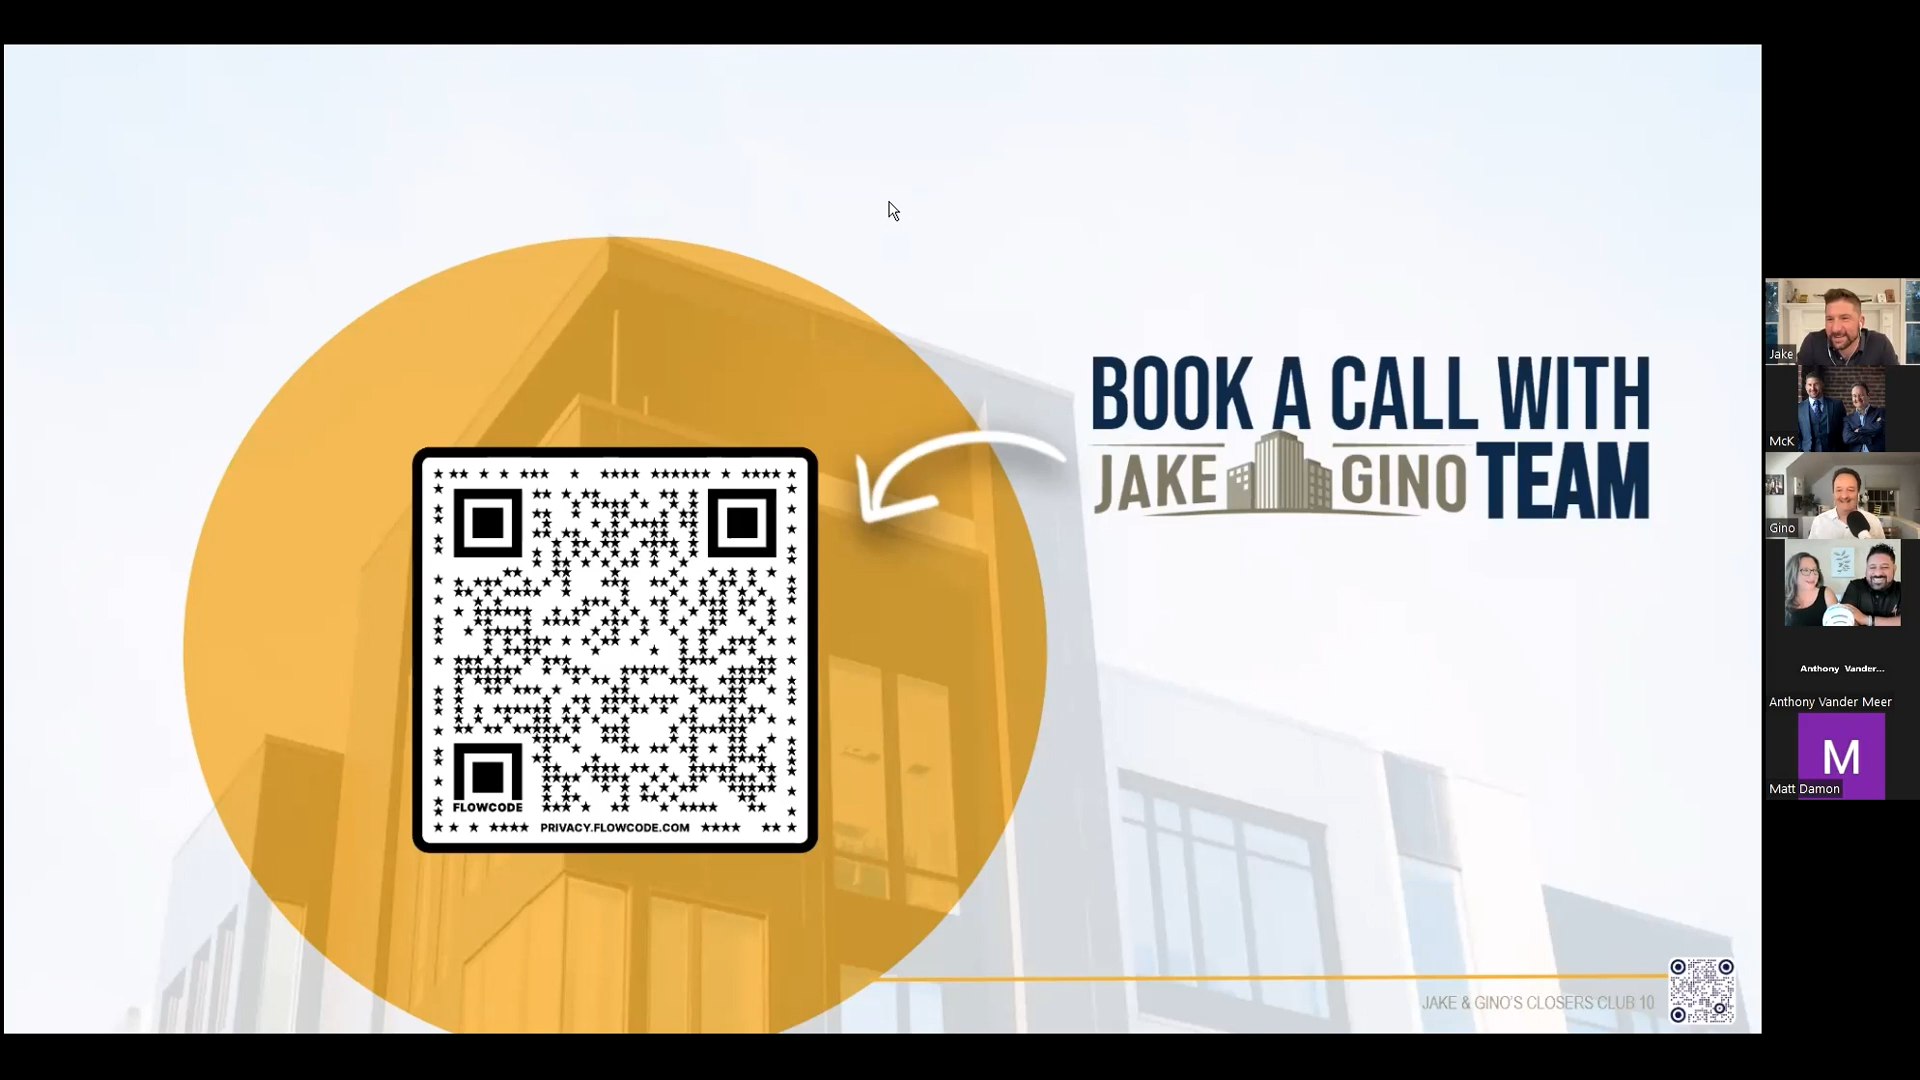 BOOK A CALL WITH
JAKE GINO TEAM
FLOWCODE
PRIVACY.FLOWCODE.COM
JAKE & GINO'S CLOSERS CLUB 10
Jake
McK
Gino
Anthony Vander...
Anthony Vander Meer
M
Matt Damon